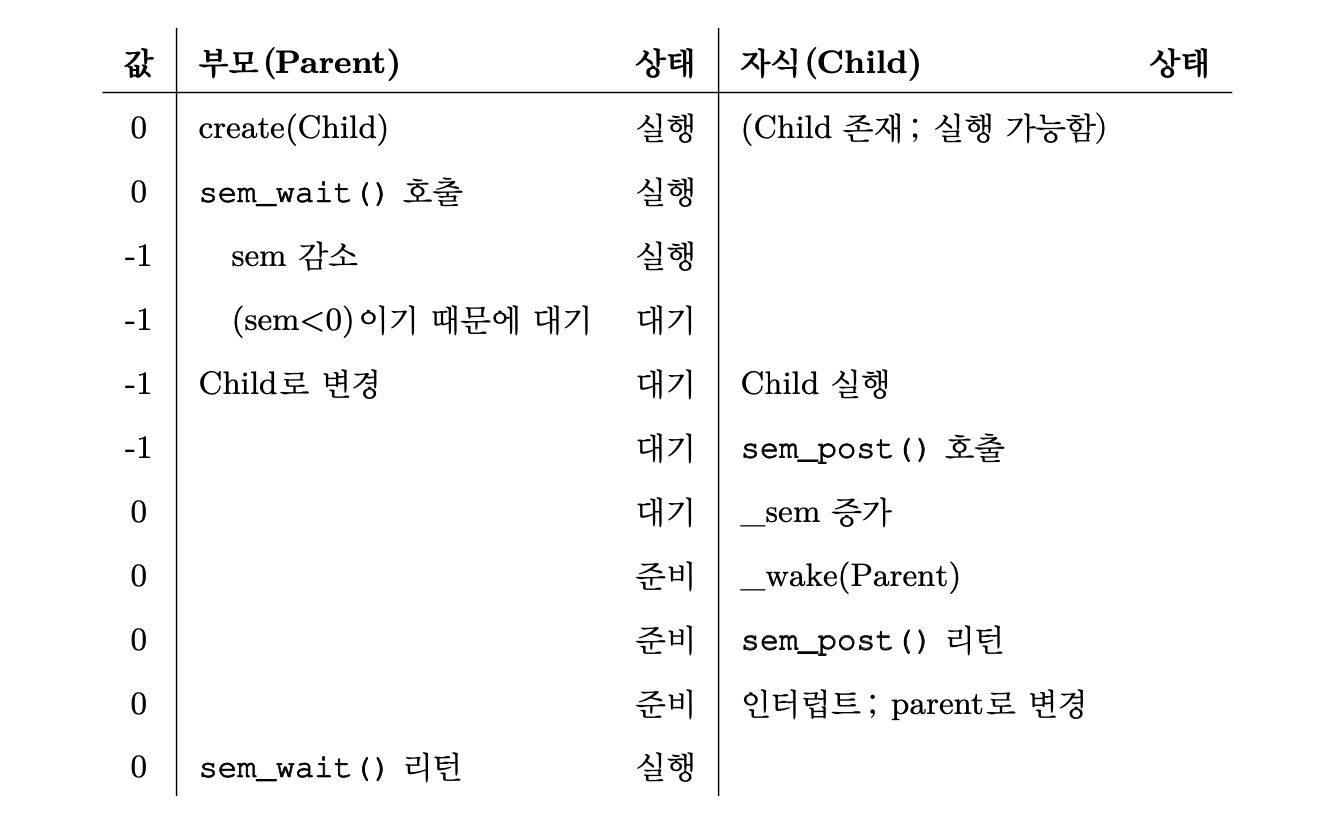 값 부모(Parent) 상태 자식(Child) 상태
0 create(Child) 실행 (Child 존재; 실행 가능함)
0 sem_wait() 호출 실행
-1 sem 감소 실행
-1 (sem<0)이기 때문에 대기 대기
-1 Child로 변경 대기 Child 실행
-1 대기 sem_post() 호출
0 대기 _sem 증가
0 준비 _wake(Parent)
0 준비 sem_post() 리턴
0 준비 인터럽트; parent로 변경
0 sem_wait() 리턴 실행